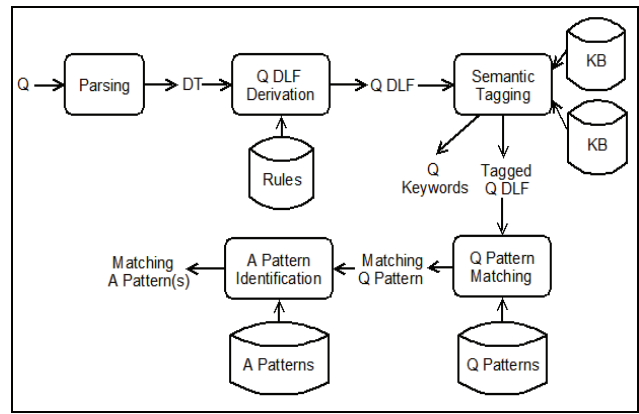 Q
Parsing
DT
Q DLF
Derivation
Q DLF
Semantic
Tagging
KB
KB
Rules
Q
Keywords
Tagged
Q DLF
Matching
A Pattern(s)
A Pattern
Identification
Matching
Q Pattern
Q Pattern
Matching
A Patterns
Q Patterns